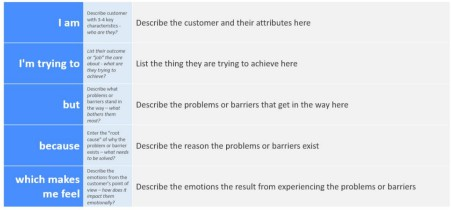 I am
Describe customer
with 3-4 key
characteristics -
who are they?
Describe the customer and their attributes here
I'm trying to
List their outcome
or "job" the care
about - what are
they trying to
achieve?
List the thing they are trying to achieve here
but
Describe what
problems or
barriers stand in
the way – what
bothers them
most?
Describe the problems or barriers that get in the way here
because
Enter the "root
cause" of why the
problem or barrier
exists – what needs
to be solved?
Describe the reason the problems or barriers exist
which makes
me feel
Describe the
emotions from the
customer's point of
view – how does it
impact them
emotionally?
Describe the emotions the result from experiencing the problems or barriers